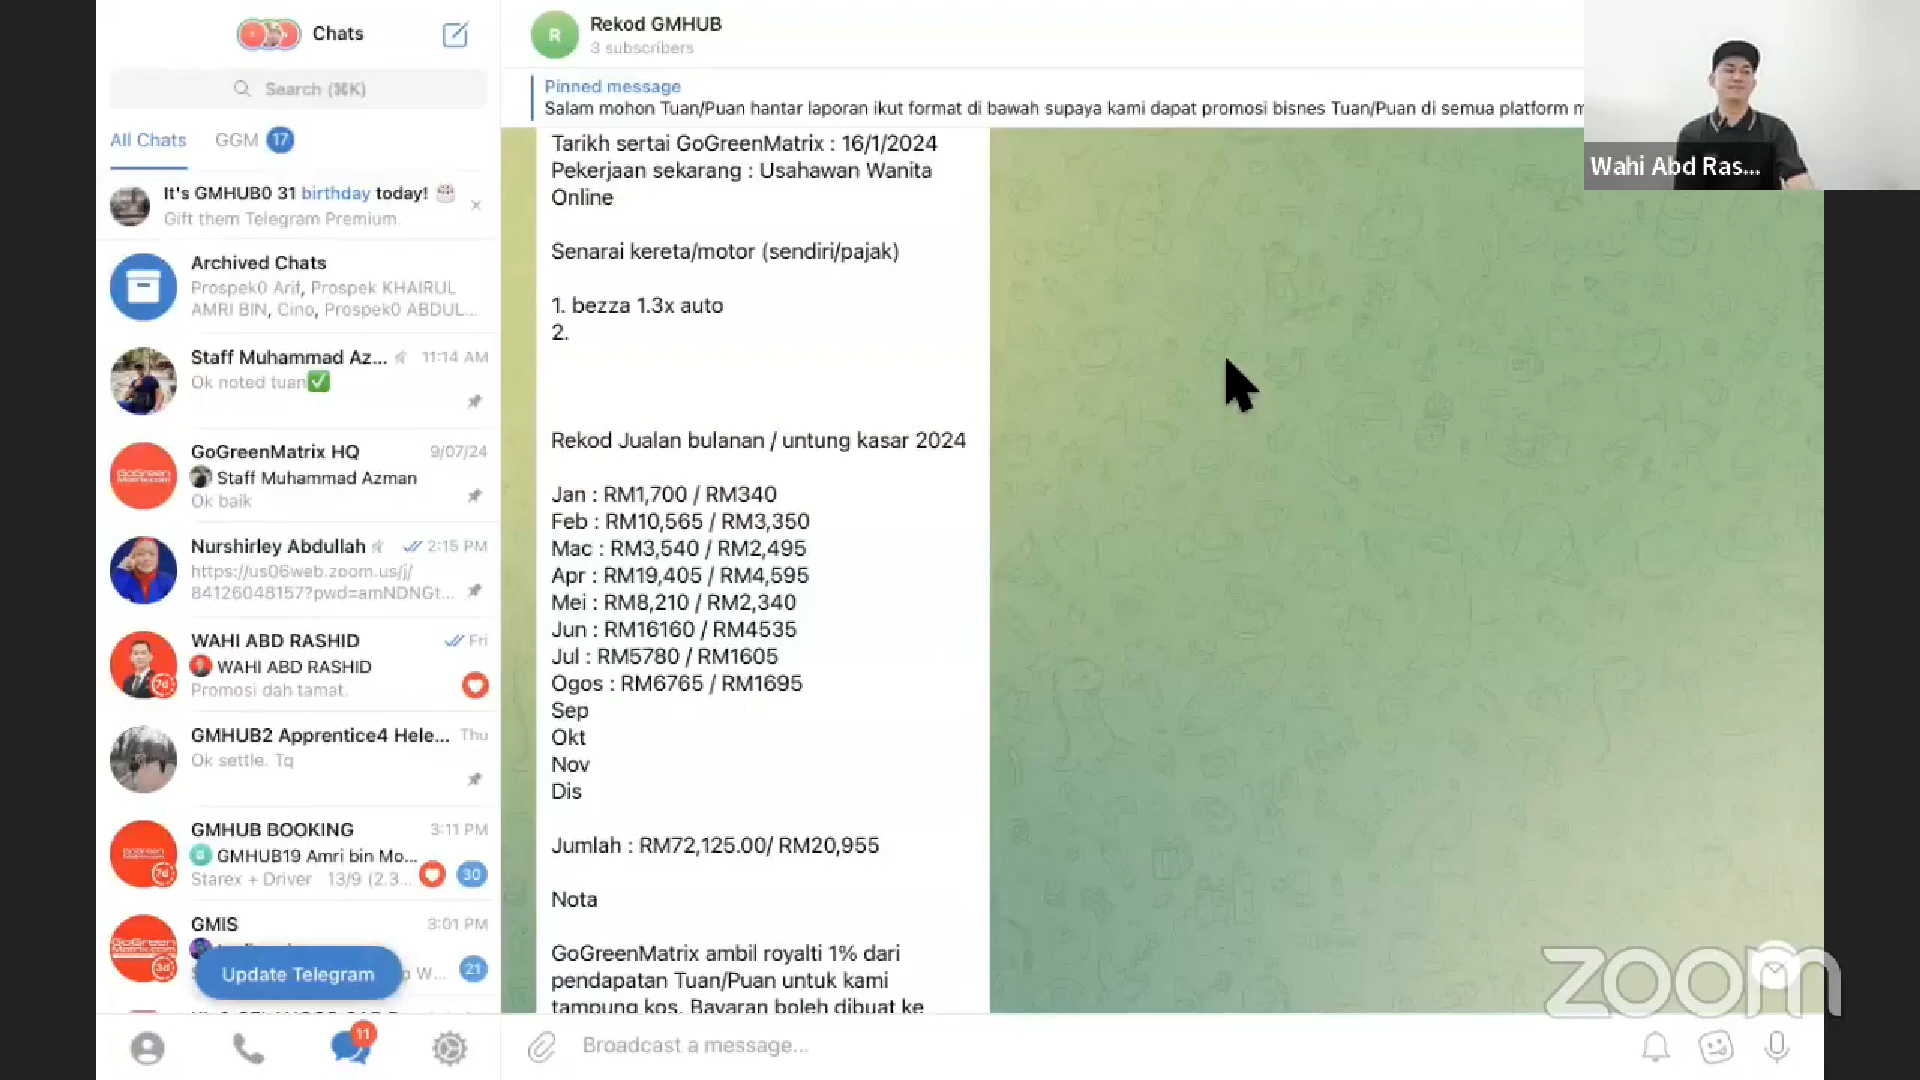 Chats
Search (⌘K)
All Chats
GGM 17
It's GMHUB0 31 birthday today!
Gift them Telegram Premium.
Archived Chats
Prospek0 Arif, Prospek KHAIRUL
AMRI BIN, Cino, Prospek0 ABDUL...
Staff Muhammad Az... 11:14 AM
Ok noted tuan✅
GoGreenMatrix HQ 9/07/24
Staff Muhammad Azman
Ok baik
Nurshirley Abdullah 2:15 PM
https://us06web.zoom.us/j/
84126048157?pwd=amNDNGt...
WAHI ABD RASHID Fri
WAHI ABD RASHID
Promosi dah tamat.
GMHUB2 Apprentice4 Hele... Thu
Ok settle. Tq
GMHUB BOOKING 3:11 PM
GMHUB19 Amri bin Mo...
Starex + Driver 13/9 (2.3... 30
GMIS 3:01 PM
W... 21
Update Telegram
11
R
Rekod GMHUB
3 subscribers
Pinned message
Salam mohon Tuan/Puan hantar laporan ikut format di bawah supaya kami dapat promosi bisnes Tuan/Puan di semua platform
Tarikh sertai GoGreenMatrix : 16/1/2024
Pekerjaan sekarang : Usahawan Wanita
Online
Senarai kereta/motor (sendiri/pajak)
1. bezza 1.3x auto
2.
Rekod Jualan bulanan / untung kasar 2024
Jan : RM1,700 / RM340
Feb : RM10,565 / RM3,350
Mac : RM3,540 / RM2,495
Apr : RM19,405 / RM4,595
Mei : RM8,210 / RM2,340
Jun : RM16160 / RM4535
Jul : RM5780 / RM1605
Ogos : RM6765 / RM1695
Sep
Okt
Nov
Dis
Jumlah : RM72,125.00/ RM20,955
Nota
GoGreenMatrix ambil royalti 1% dari
pendapatan Tuan/Puan untuk kami
tampung kos. Bayaran boleh dibuat ke
Broadcast a message...
Wahi Abd Ras...
zoom